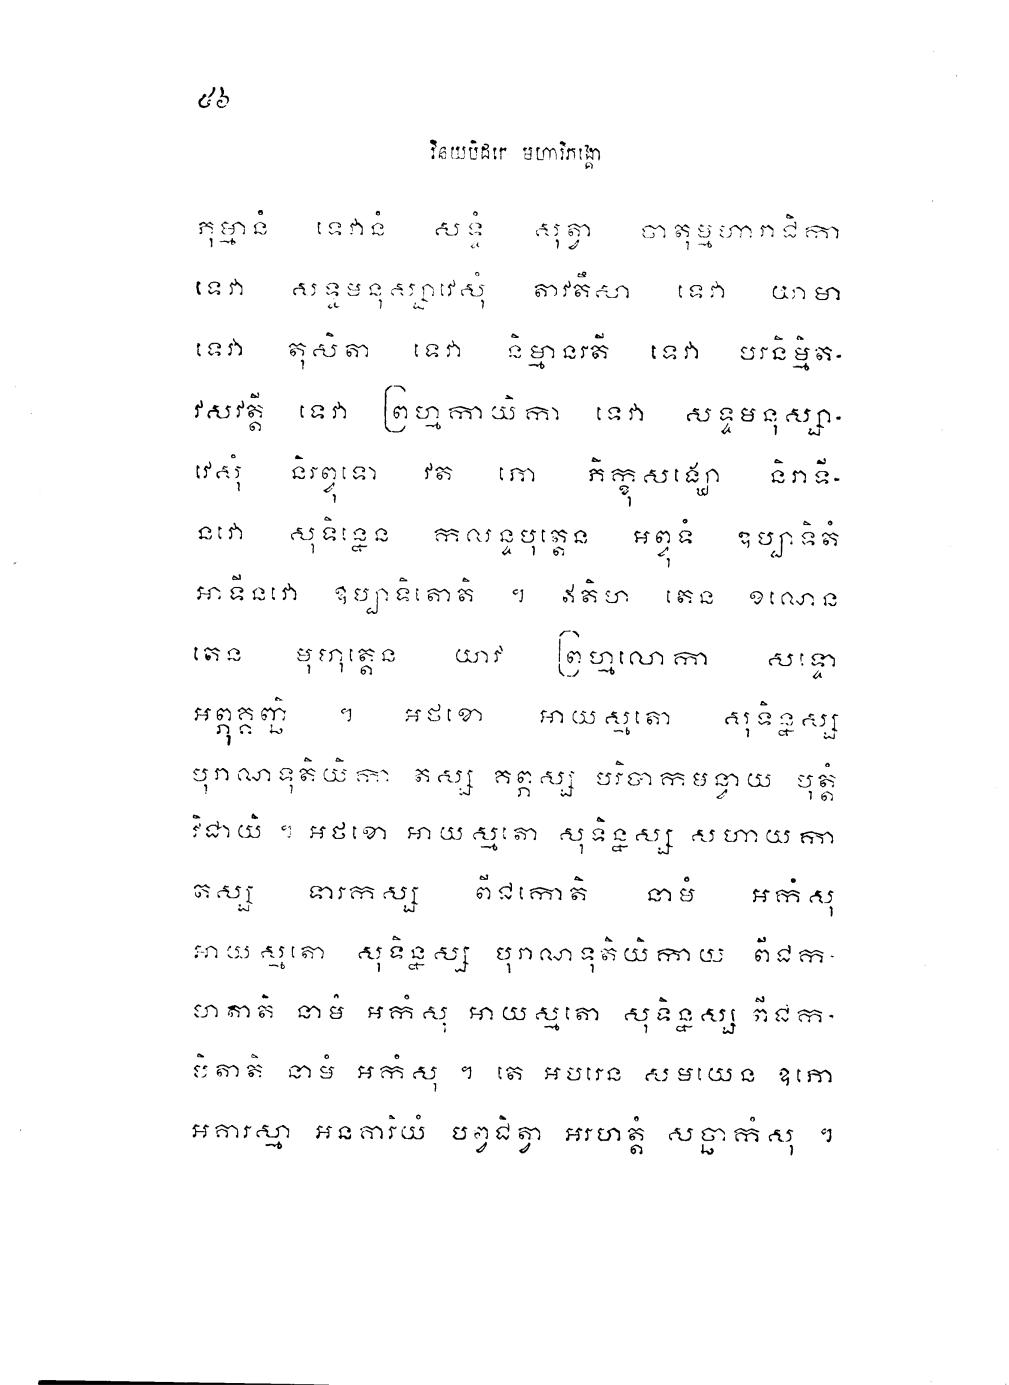 ៤៦
វិនយបិដកេ មហាវិភង្គោ
ភុម្មានំ ទេវានំ សទ្ទំ សុត្វា ចាតុម្មហារាជិកា
ទេវា សទ្ទមនុស្សាវេសុំ តាវតឹសា ទេវា យាមា
ទេវា តុសិតា ទេវា និម្មានរតី ទេវា បរនិម្មិត-
វសវត្តី ទេវា ព្រហ្មកាយិកា ទេវា សទ្ទមនុស្សា-
វេសុំ និរព្វុទោ វត ភោ ភិក្ខុសង្ឃោ និរាទី-
នវោ សុទិន្នេន កលន្ទបុត្តេន អព្វុទំ ឧប្បាទិតំ
អាទីនវោ ឧប្បាទិតោតិ ។ ឥតិហ តេន ខណេន
តេន មុហុត្តេន យាវ ព្រហ្មលោកា សទ្ទោ
អព្ភុគ្គញ្ឆិ ។ អថខោ អាយស្មតោ សុទិន្នស្ស
បុរាណទុតិយិកា តស្ស គព្ភស្ស បរិបាកមន្វាយ បុត្តំ
វិជាយិ ។ អថខោ អាយស្មតោ សុទិន្នស្ស សហាយកា
តស្ស ទារកស្ស ពីជកោតិ នាមំ អកំសុ
អាយស្មតោ សុទិន្នស្ស បុរាណទុតិយិកាយ ពីជក-
មាតាតិ នាមំ អកំសុ អាយស្មតោ សុទិន្នស្ស ពីជក-
បិតាតិ នាមំ អកំសុ ។ តេ អបរេន សមយេន ឧភោ
អគារស្មា អនគារិយំ បព្វជិត្វា អរហត្តំ សច្ឆាកំសុ ។